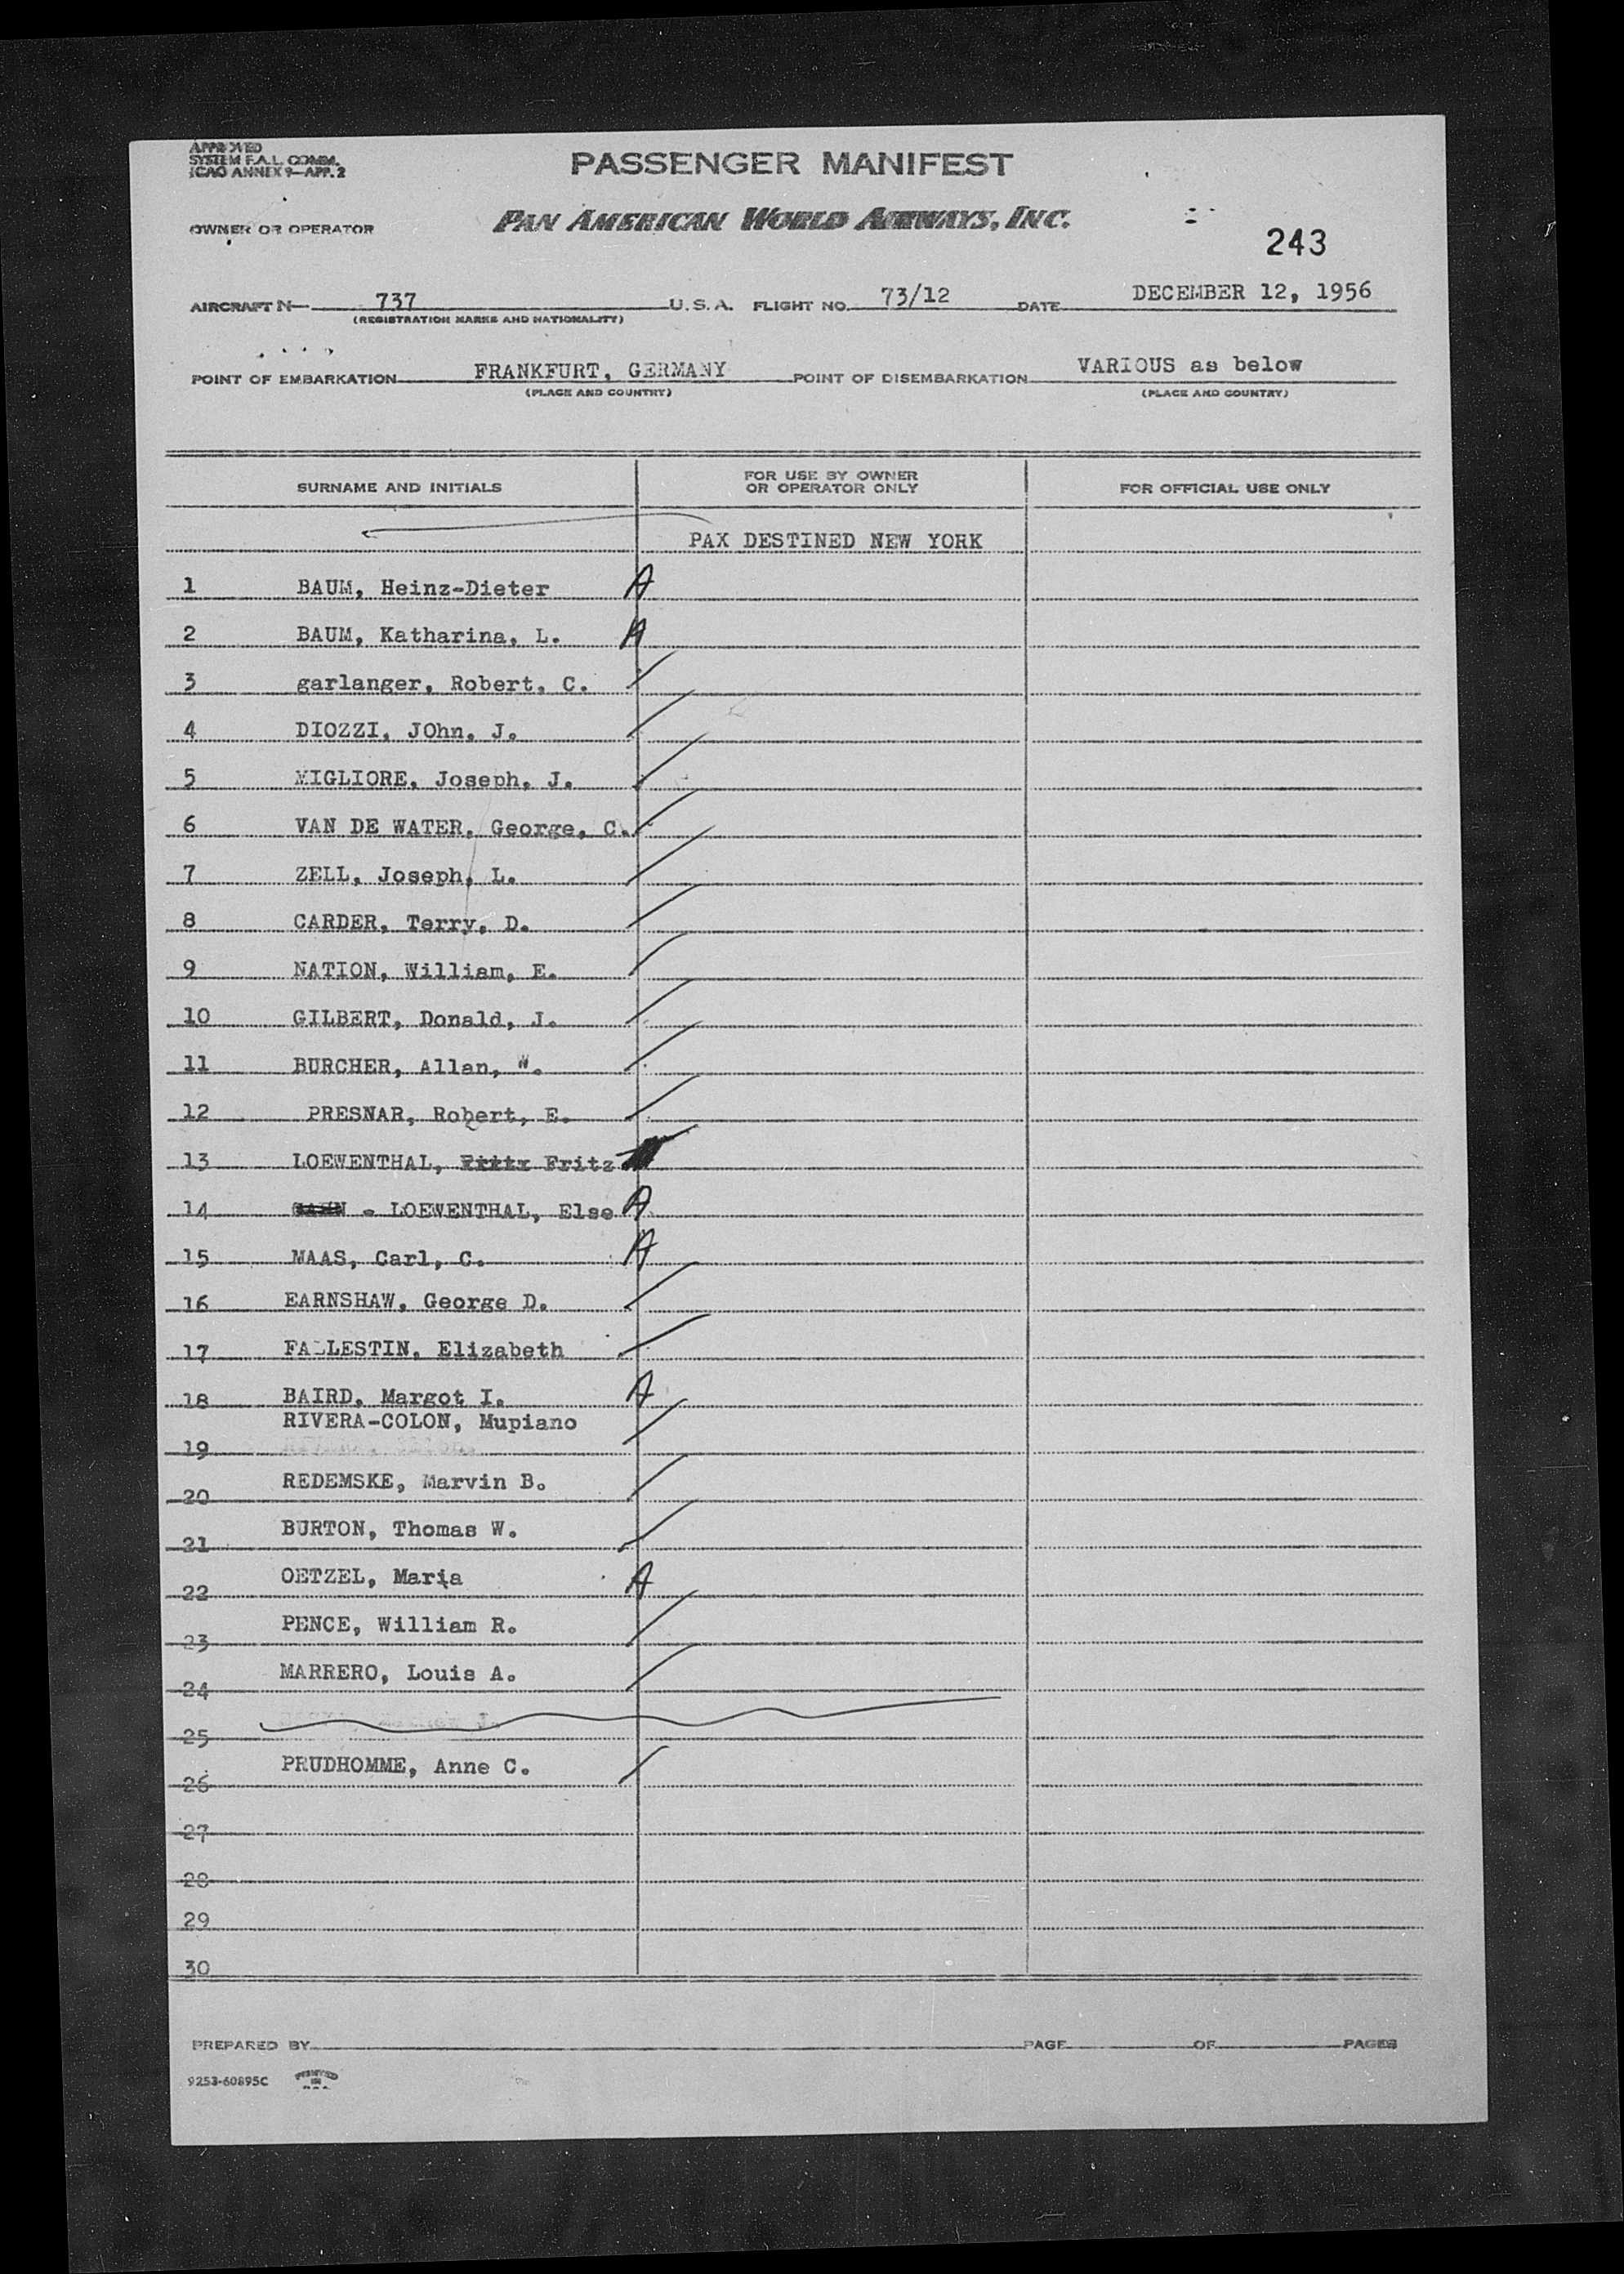 APPROVED
SYSTEM F.A.L. COMM.
ICAO ANNEX 9—APP. 2
PASSENGER MANIFEST
OWNER OR OPERATOR PAN AMERICAN WORLD AIRWAYS, INC.
243
AIRCRAFT N— 737 U.S.A. FLIGHT NO. 73/12 DATE DECEMBER 12, 1956
(REGISTRATION MARKS AND NATIONALITY)
POINT OF EMBARKATION FRANKFURT, GERMANY POINT OF DISEMBARKATION VARIOUS as below
(PLACE AND COUNTRY) (PLACE AND COUNTRY)
SURNAME AND INITIALS FOR USE BY OWNER OR OPERATOR ONLY FOR OFFICIAL USE ONLY
PAX DESTINED NEW YORK
1 BAUM, Heinz-Dieter A
2 BAUM, Katharina, L. A
3 garlanger, Robert, C.
4 DIOZZI, JOhn, J.
5 MIGLIORE, Joseph, J.
6 VAN DE WATER, George, C.
7 ZELL, Joseph, L.
8 CARDER, Terry, D.
9 NATION, William, E.
10 GILBERT, Donald, J.
11 BURCHER, Allan, W.
12 PRESNAR, Robert, E.
13 LOEWENTHAL, Fritz
14 - LOEWENTHAL, Else A
15 MAAS, Carl, C. A
16 EARNSHAW, George D.
17 FALLESTIN, Elizabeth
18 BAIRD, Margot I. A
19 RIVERA-COLON, Mupiano
20 REDEMSKE, Marvin B.
21 BURTON, Thomas W.
22 OETZEL, Maria A
23 PENCE, William R.
24 MARRERO, Louis A.
25
26 PRUDHOMME, Anne C.
27
28
29
30
PREPARED BY PAGE OF PAGES
9253-60895C PRINTED IN U.S.A.